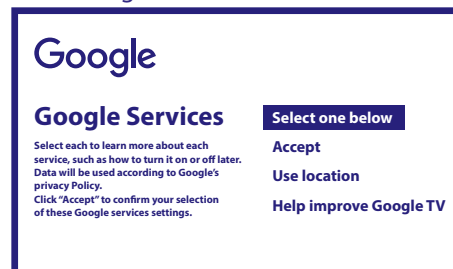 Google
Google Services
Select each to learn more about each
service, such as how to turn it on or off later.
Data will be used according to Google's
privacy Policy.
Click “Accept” to confirm your selection
of these Google services settings.
Select one below
Accept
Use location
Help improve Google TV